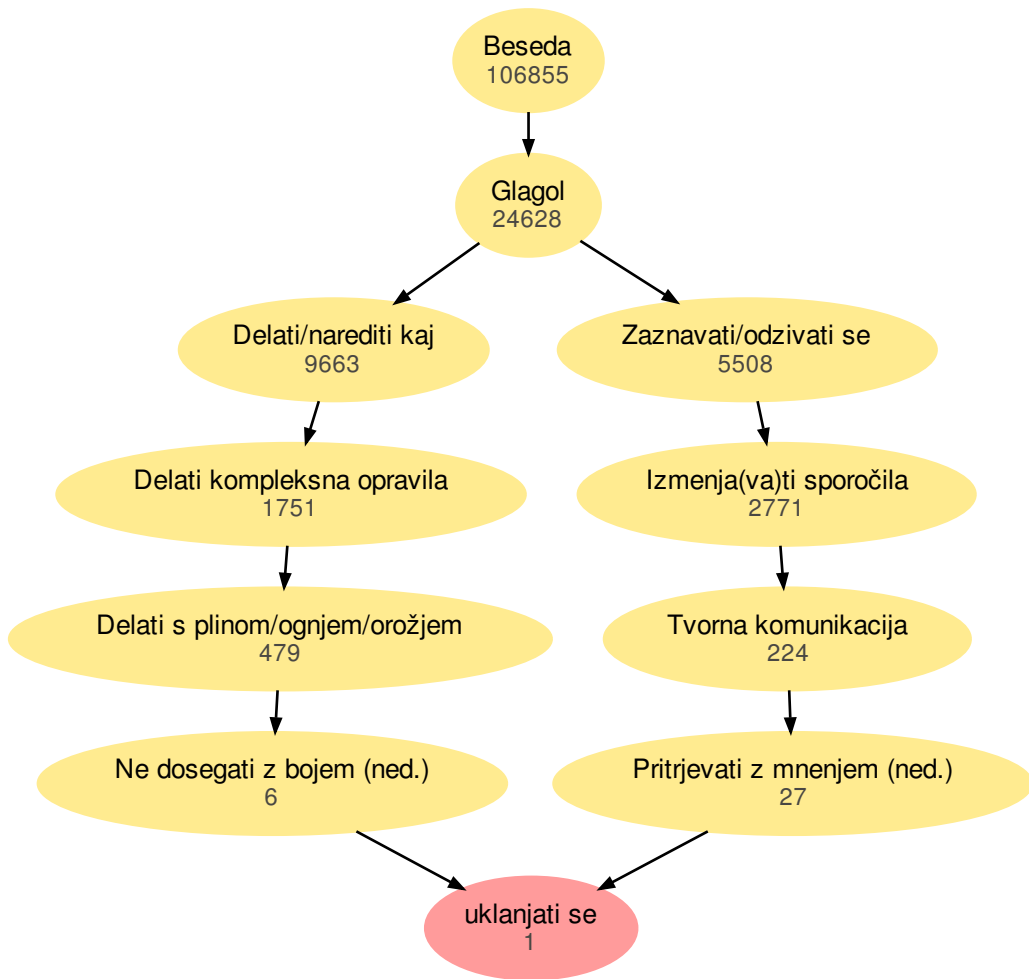 Beseda
106855
Glagol
24628
Delati/narediti kaj
9663
Zaznavati/odzivati se
5508
Delati kompleksna opravila
1751
Izmenja(va)ti sporočila
2771
Delati s plinom/ognjem/orožjem
479
Tvorna komunikacija
224
Ne dosegati z bojem (ned.)
6
Pritrjevati z mnenjem (ned.)
27
uklanjati se
1